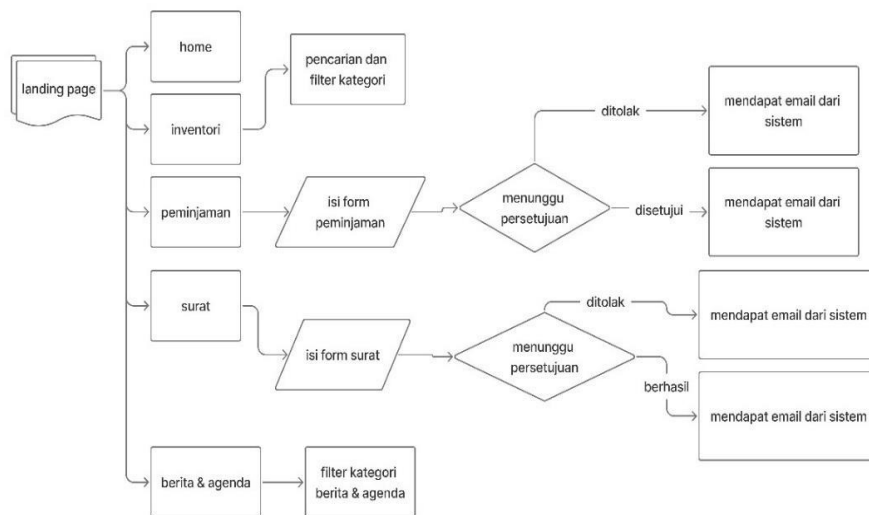 landing page
home
inventori
pencarian dan
filter kategori
peminjaman
isi form
peminjaman
menunggu
persetujuan
ditolak
mendapat email dari
sistem
disetujui
mendapat email dari
sistem
surat
isi form surat
menunggu
persetujuan
ditolak
mendapat email dari sistem
berhasil
mendapat email dari sistem
berita & agenda
filter kategori
berita & agenda